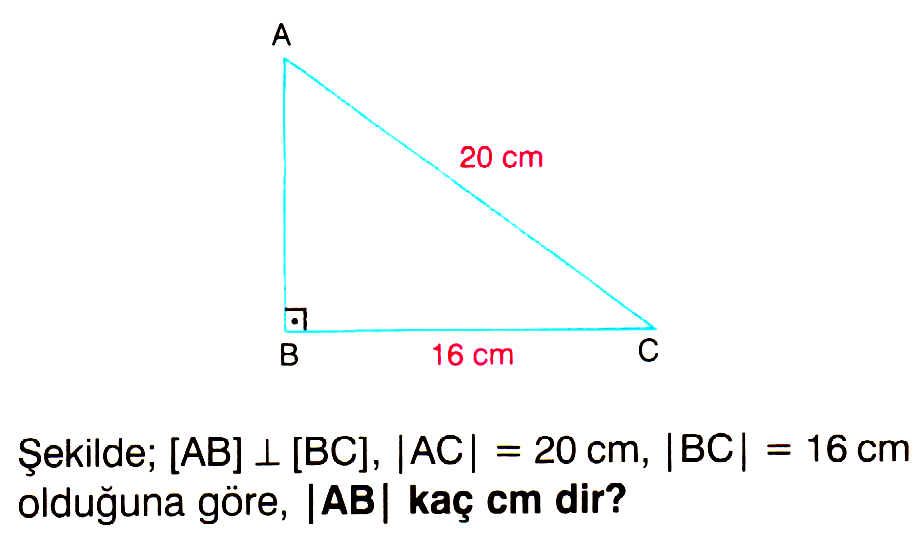 A
20 cm
B
16 cm
C
Şekilde; [AB] ⊥ [BC], |AC| = 20 cm, |BC| = 16 cm
olduğuna göre, |AB| kaç cm dir?